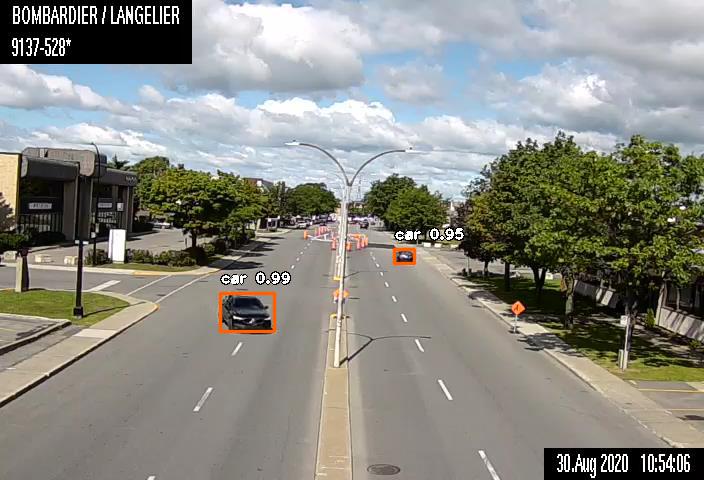 BOMBARDIER / LANGELIER
9137-528*
car 0.95
car 0.99
30.Aug 2020 10:54:06